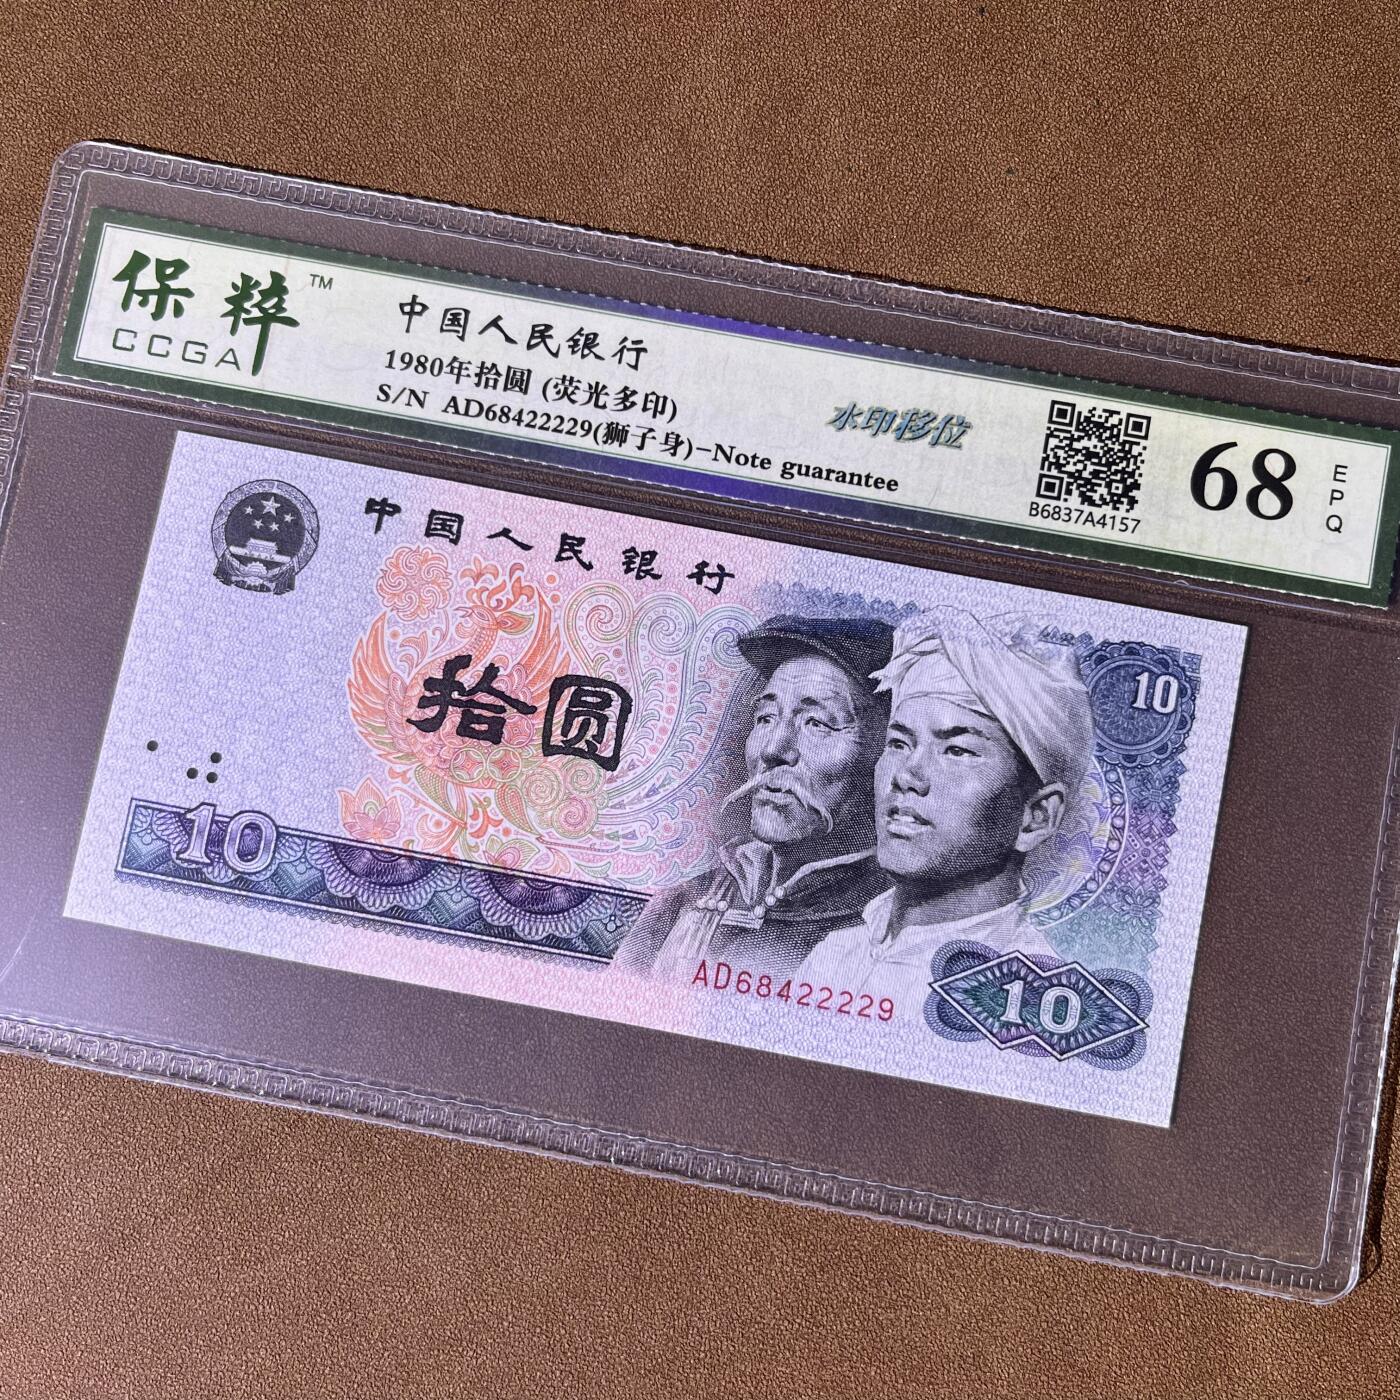 保粹™
CCGA
中国人民银行
1980年拾圆 (荧光多印)
S/N AD68422229(狮子身)-Note guarantee
水印移位
B6837A4157
68
EPQ
中国人民银行
拾圆
10
10
AD68422229
10